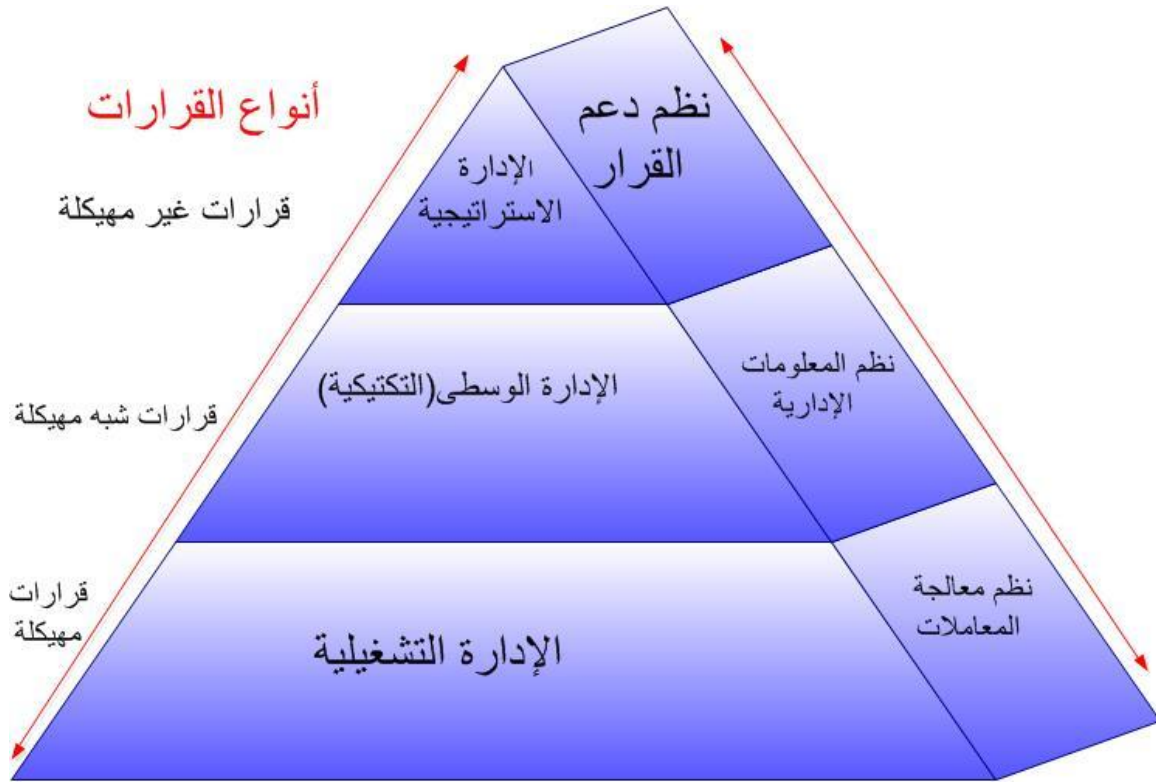 أنواع القرارات
نظم دعم
القرار
الإدارة
الاستراتيجية
قرارات غير مهيكلة
نظم المعلومات
الإدارية
الإدارة الوسطى(التكتيكية)
قرارات شبه مهيكلة
نظم معالجة
المعاملات
الإدارة التشغيلية
قرارات
مهيكلة